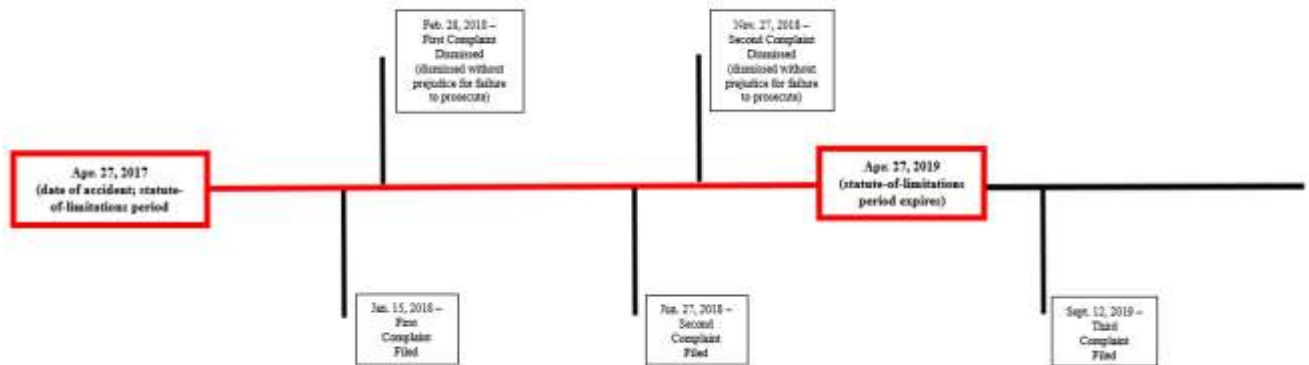 Feb. 28, 2018 –
First Complaint
Dismissed
(dismissed without
prejudice for failure
to prosecute)
Nov. 27, 2018 –
Second Complaint
Dismissed
(dismissed without
prejudice for failure
to prosecute)
Apr. 27, 2017
(date of accident; statute-
of-limitations period
Apr. 27, 2019
(statute-of-limitations
period expires)
Jan. 15, 2018 –
First
Complaint
Filed
Jun. 27, 2018 –
Second
Complaint
Filed
Sept. 12, 2019 –
Third
Complaint
Filed